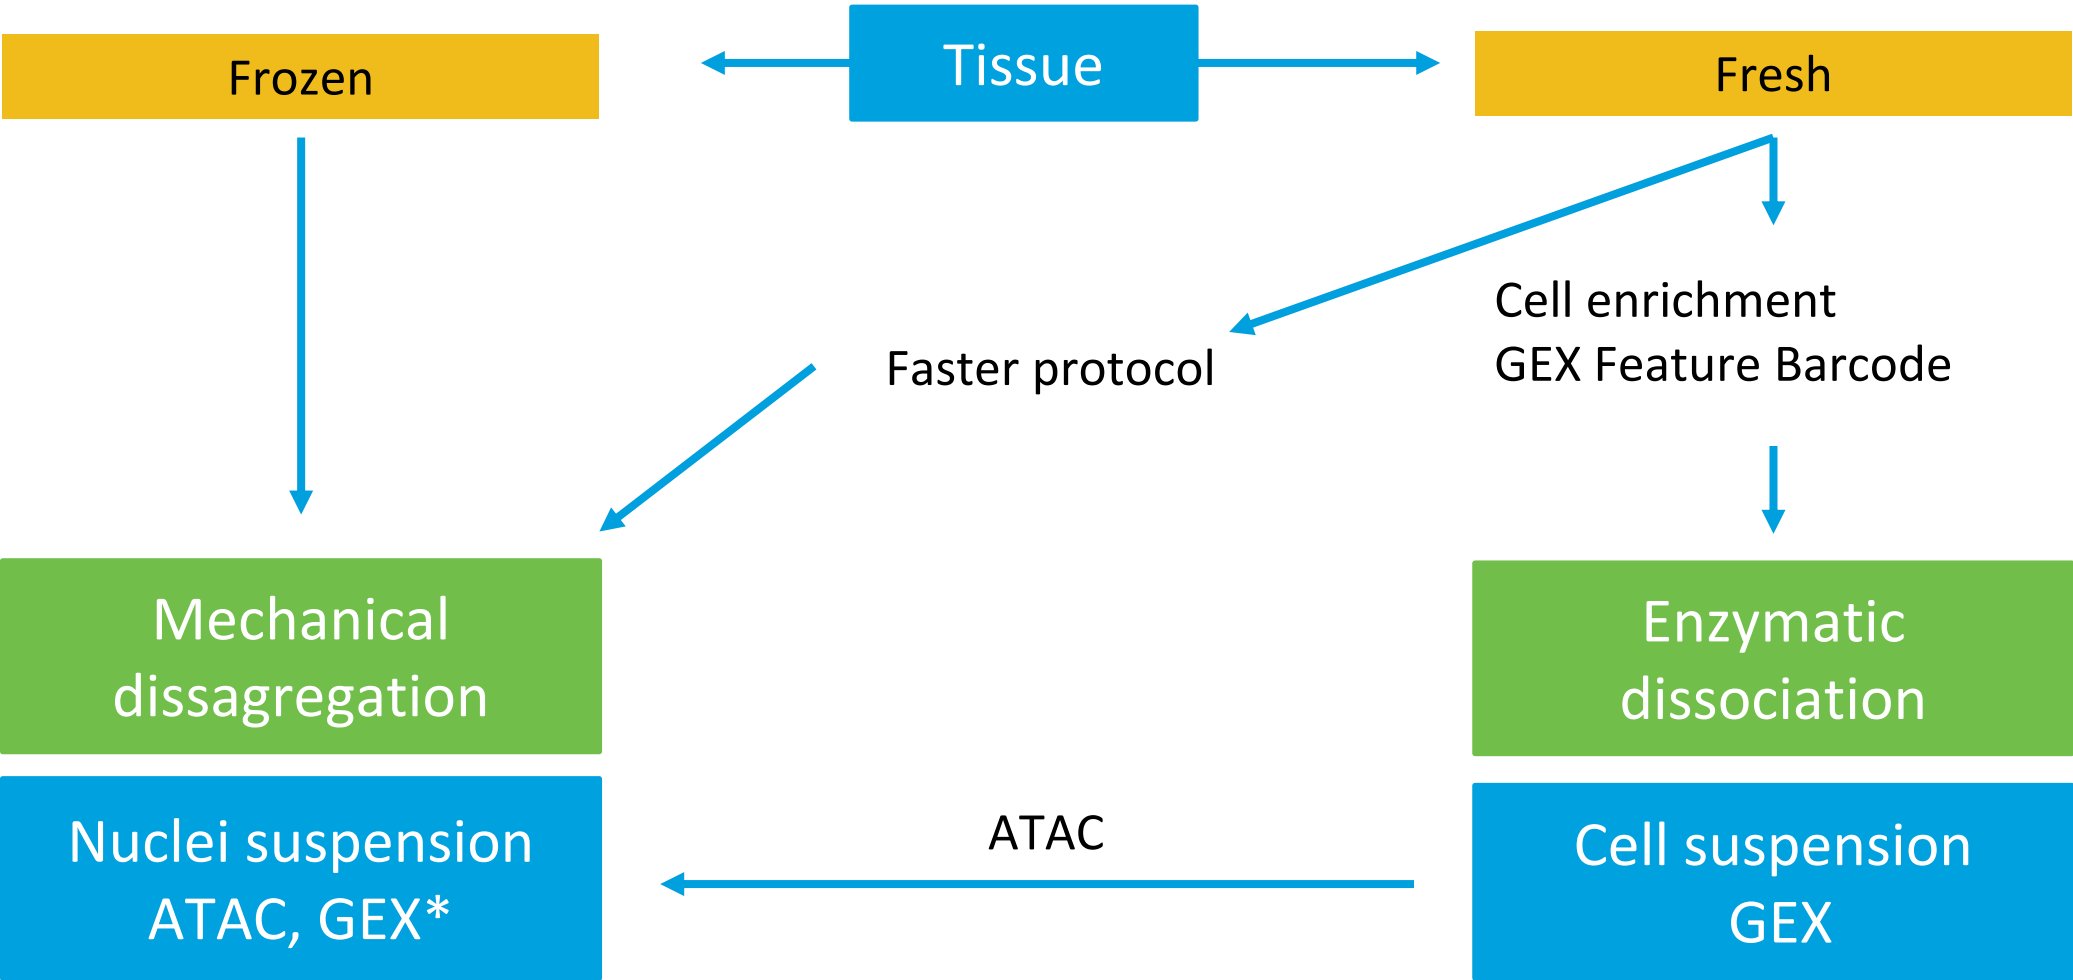 Frozen
Tissue
Fresh
Cell enrichment
GEX Feature Barcode
Faster protocol
Mechanical
dissagregation
Enzymatic
dissociation
Nuclei suspension
ATAC, GEX*
ATAC
Cell suspension
GEX